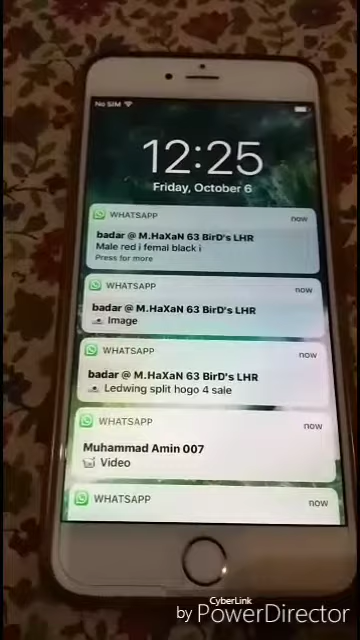 No SIM
12:25
Friday, October 6
WHATSAPP
now
badar @ M.HaXaN 63 BirD's LHR
Male red i femal black i
Press for more
WHATSAPP
now
badar @ M.HaXaN 63 BirD's LHR
Image
WHATSAPP
now
badar @ M.HaXaN 63 BirD's LHR
Ledwing split hogo 4 sale
WHATSAPP
now
Muhammad Amin 007
Video
WHATSAPP
now
CyberLink
by PowerDirector